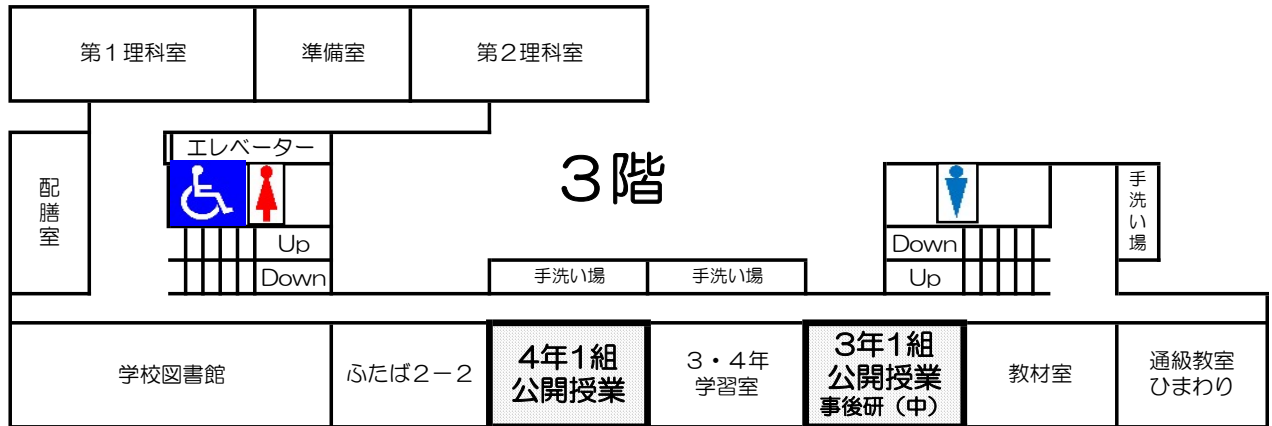 第１理科室
準備室
第２理科室
エレベーター
３階
配膳室
手洗い場
Up
Down
Down
Up
手洗い場
手洗い場
学校図書館
ふたば２－２
４年１組
公開授業
３・４年
学習室
３年１組
公開授業
事後研（中）
教材室
通級教室
ひまわり